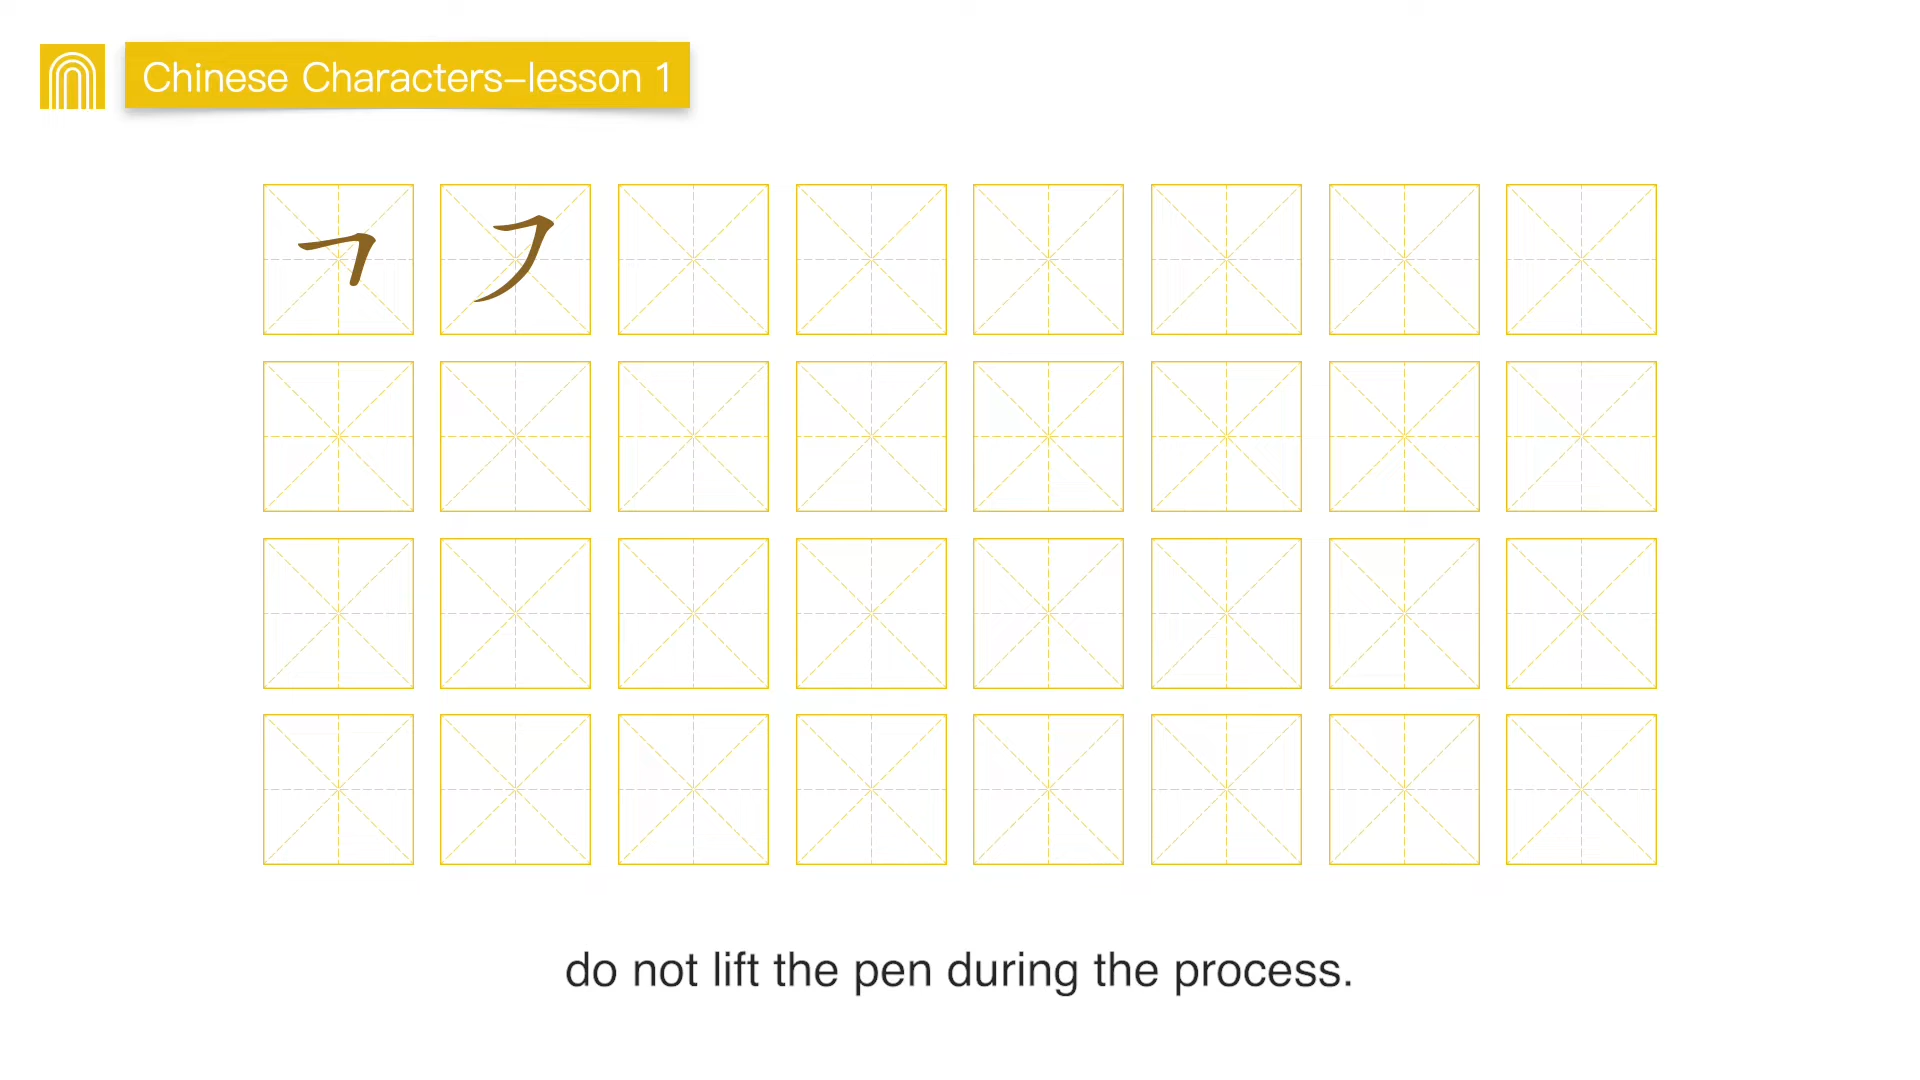 Chinese Characters–lesson 1
㇕ ㇇
do not lift the pen during the process.